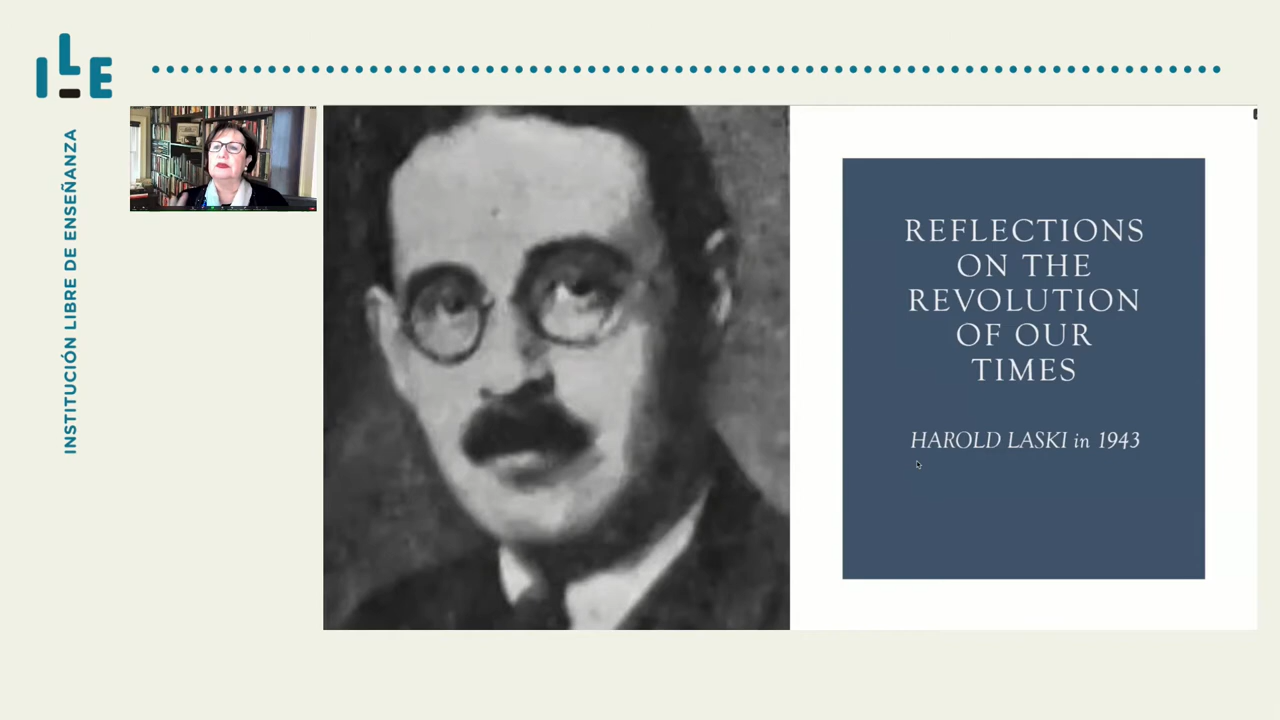 ILE
INSTITUCIÓN LIBRE DE ENSEÑANZA
REFLECTIONS
ON THE
REVOLUTION
OF OUR
TIMES
HAROLD LASKI in 1943